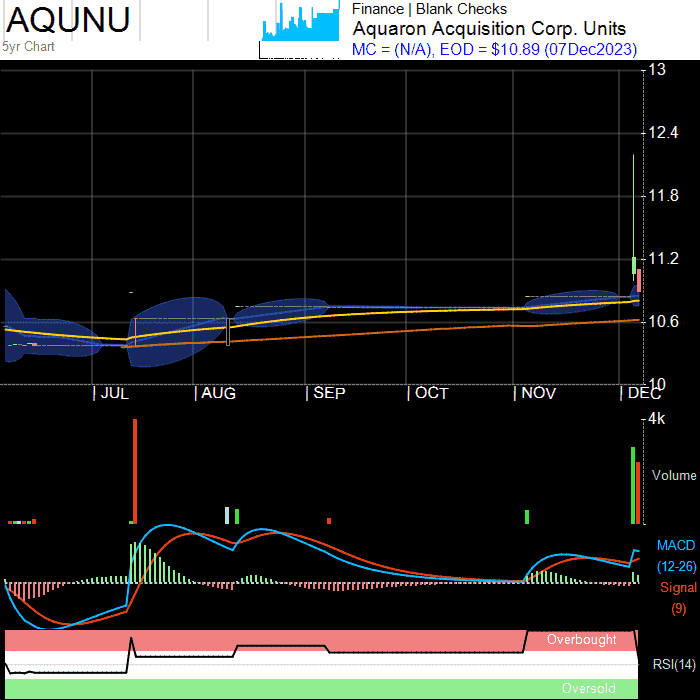 AQUNU
5yr Chart
Finance | Blank Checks
Aquaron Acquisition Corp. Units
MC = (N/A), EOD = $10.89 (07Dec2023)
13
12.4
11.8
11.2
10.6
10
| JUL | AUG | SEP | OCT | NOV | DEC
4k
Volume
MACD
(12-26)
Signal
(9)
Overbought
RSI(14)
Oversold